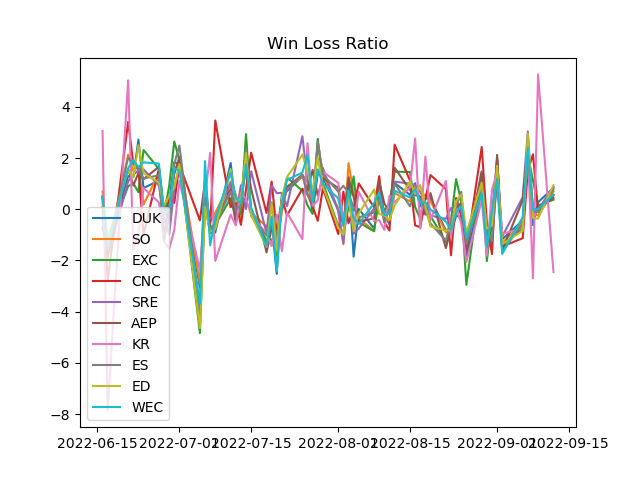 Win Loss Ratio
4
2
0
−2
−4
−6
−8
DUK
SO
EXC
CNC
SRE
AEP
KR
ES
ED
WEC
2022-06-15
2022-07-01
2022-07-15
2022-08-01
2022-08-15
2022-09-01
2022-09-15